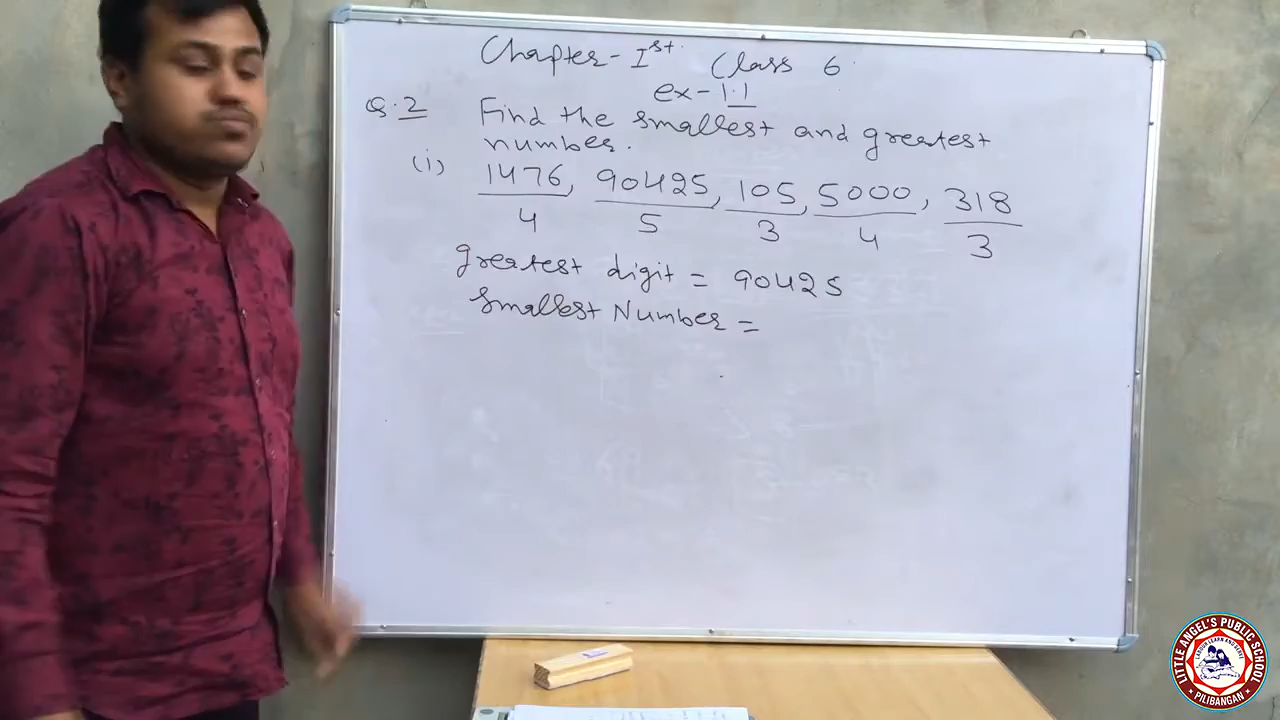 Chapter-Ist Class 6
ex-1.1
Q.2 Find the smallest and greatest
number.
(i) 1476, 90425, 105, 5000, 318
4 5 3 4 3
greatest digit = 90425
Smallest Number =
LITTLE ANGEL'S PUBLIC SCHOOL
PILIBANGAN